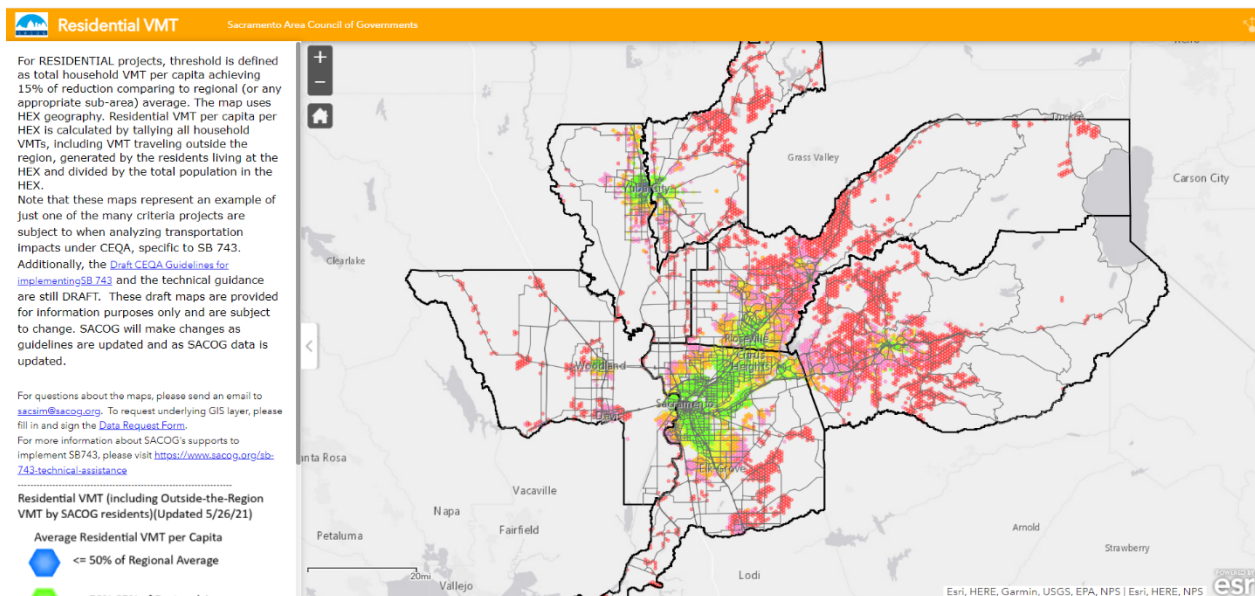 Residential VMT
Sacramento Area Council of Governments
For RESIDENTIAL projects, threshold is defined
as total household VMT per capita achieving
15% of reduction comparing to regional (or any
appropriate sub-area) average. The map uses
HEX geography. Residential VMT per capita per
HEX is calculated by tallying all household
VMTs, including VMT traveling outside the
region, generated by the residents living at the
HEX and divided by the total population in the
HEX.
Note that these maps represent an example of
just one of the many criteria projects are
subject to when analyzing transportation
impacts under CEQA, specific to SB 743.
Additionally, the Draft CEQA Guidelines for
implementingSB 743 and the technical guidance
are still DRAFT. These draft maps are provided
for information purposes only and are subject
to change. SACOG will make changes as
guidelines are updated and as SACOG data is
updated.
For questions about the maps, please send an email to
sacsim@sacog.org. To request underlying GIS layer, please
fill in and sign the Data Request Form.
For more information about SACOG's supports to
implement SB743, please visit https://www.sacog.org/sb-
743-technical-assistance
Residential VMT (including Outside-the-Region
VMT by SACOG residents)(Updated 5/26/21)
Average Residential VMT per Capita
<= 50% of Regional Average
Truckee
Grass Valley
Carson City
Yuba City
Clearlake
Roseville
Citrus
Heights
Woodland
Sacramento
Davis
Elk Grove
anta Rosa
Vacaville
Napa
Fairfield
Petaluma
Arnold
Strawberry
20mi
Vallejo
Lodi
Esri, HERE, Garmin, USGS, EPA, NPS | Esri, HERE, NPS
POWERED BY
esri